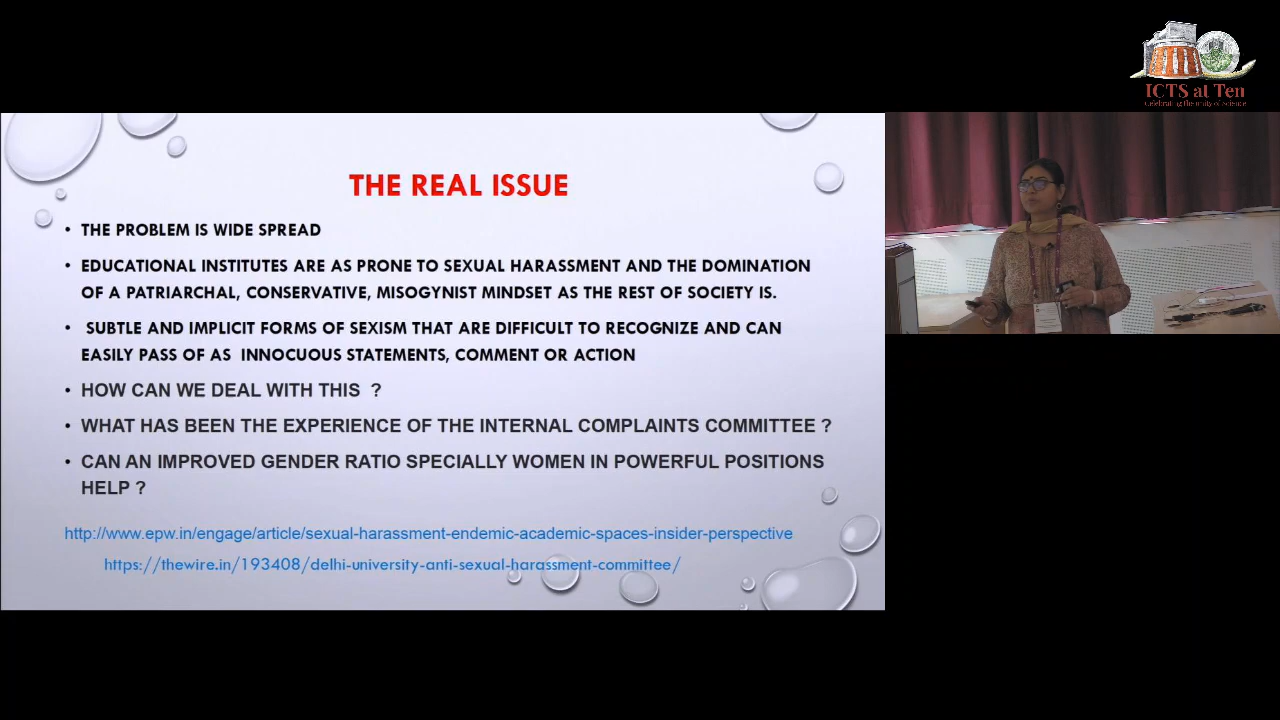 ICTS at Ten
Celebrating the unity of science
THE REAL ISSUE
• THE PROBLEM IS WIDE SPREAD
• EDUCATIONAL INSTITUTES ARE AS PRONE TO SEXUAL HARASSMENT AND THE DOMINATION
OF A PATRIARCHAL, CONSERVATIVE, MISOGYNIST MINDSET AS THE REST OF SOCIETY IS.
• SUBTLE AND IMPLICIT FORMS OF SEXISM THAT ARE DIFFICULT TO RECOGNIZE AND CAN
EASILY PASS OF AS INNOCUOUS STATEMENTS, COMMENT OR ACTION
• HOW CAN WE DEAL WITH THIS ?
• WHAT HAS BEEN THE EXPERIENCE OF THE INTERNAL COMPLAINTS COMMITTEE ?
• CAN AN IMPROVED GENDER RATIO SPECIALLY WOMEN IN POWERFUL POSITIONS
HELP ?
http://www.epw.in/engage/article/sexual-harassment-endemic-academic-spaces-insider-perspective
https://thewire.in/193408/delhi-university-anti-sexual-harassment-committee/